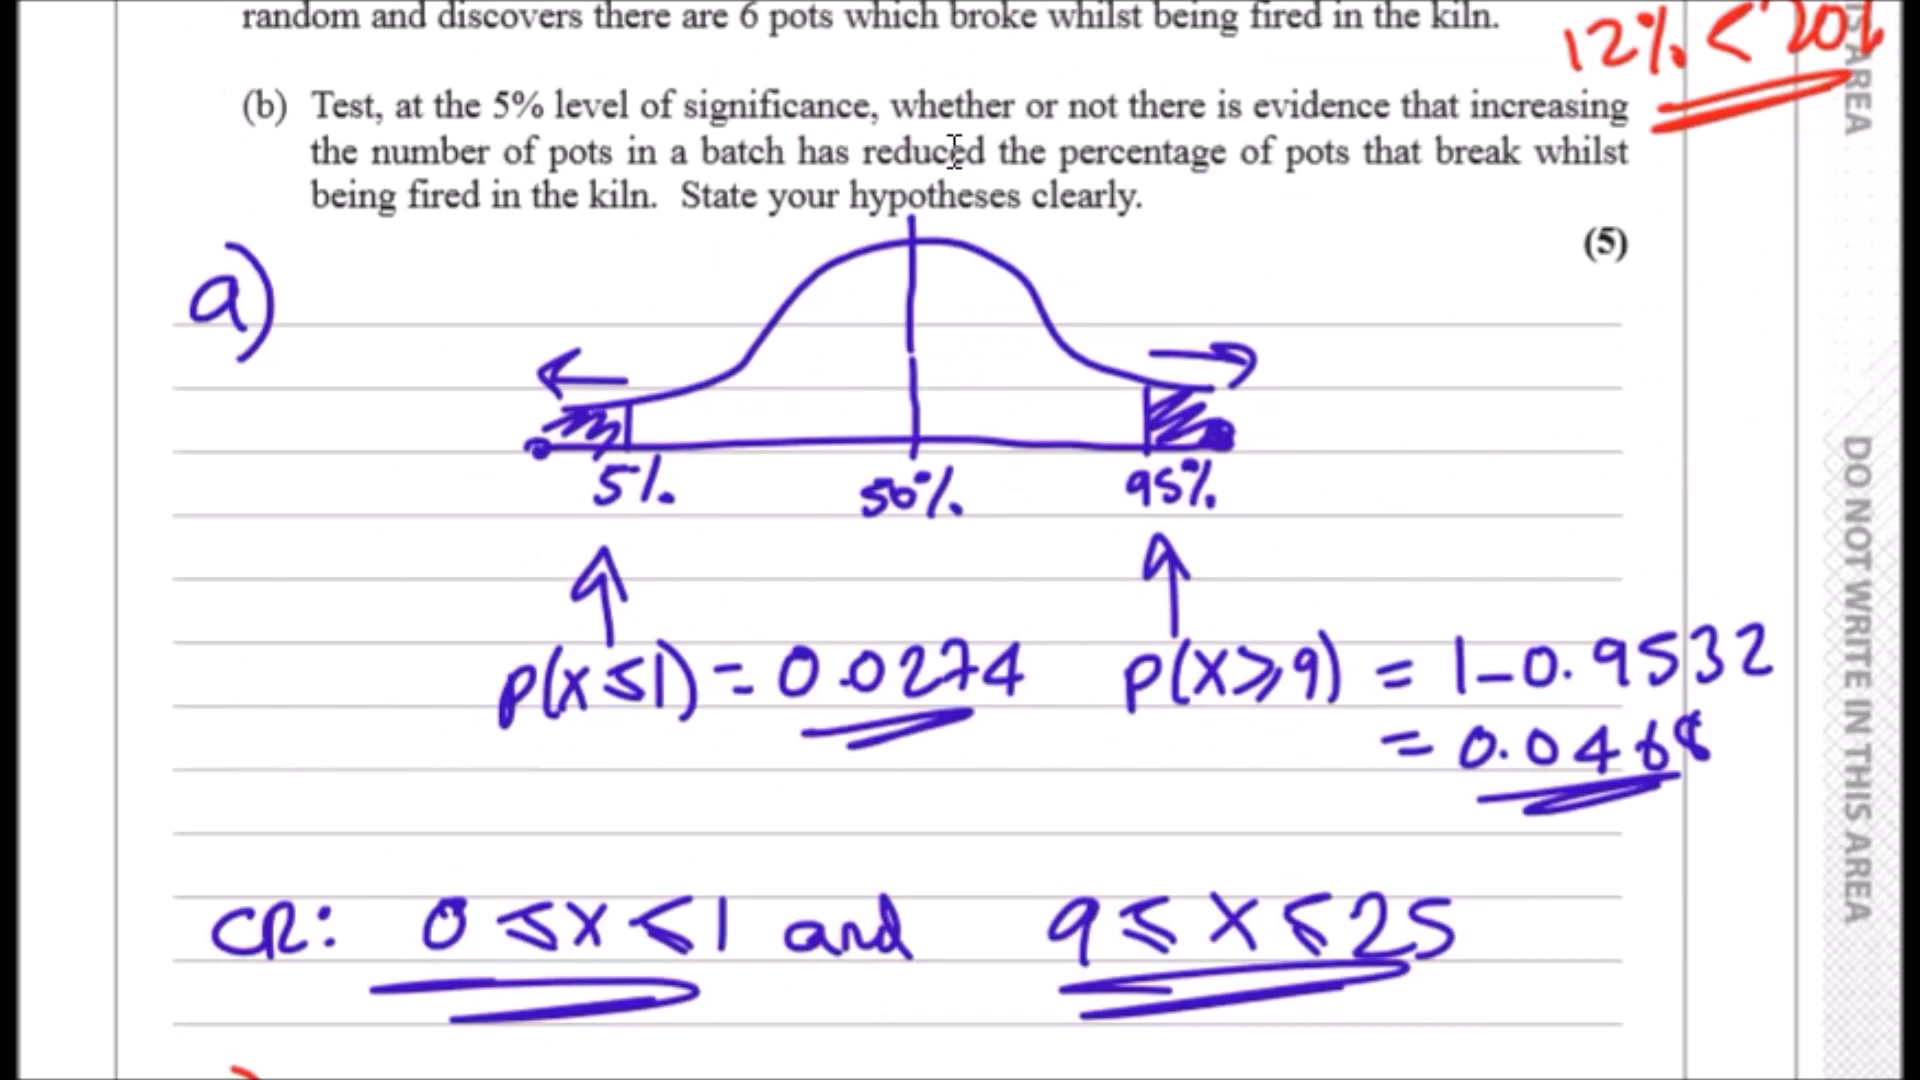 random and discovers there are 6 pots which broke whilst being fired in the kiln.
12% < 20%
(b) Test, at the 5% level of significance, whether or not there is evidence that increasing
the number of pots in a batch has reduced the percentage of pots that break whilst
being fired in the kiln. State your hypotheses clearly.
(5)
a)
5% 50% 95%
P(X≤1) = 0.0274 P(X≥9) = 1-0.9532
= 0.0468
CR: 0≤X≤1 and 9≤X≤25
IS AREA
DO NOT WRITE IN THIS AREA